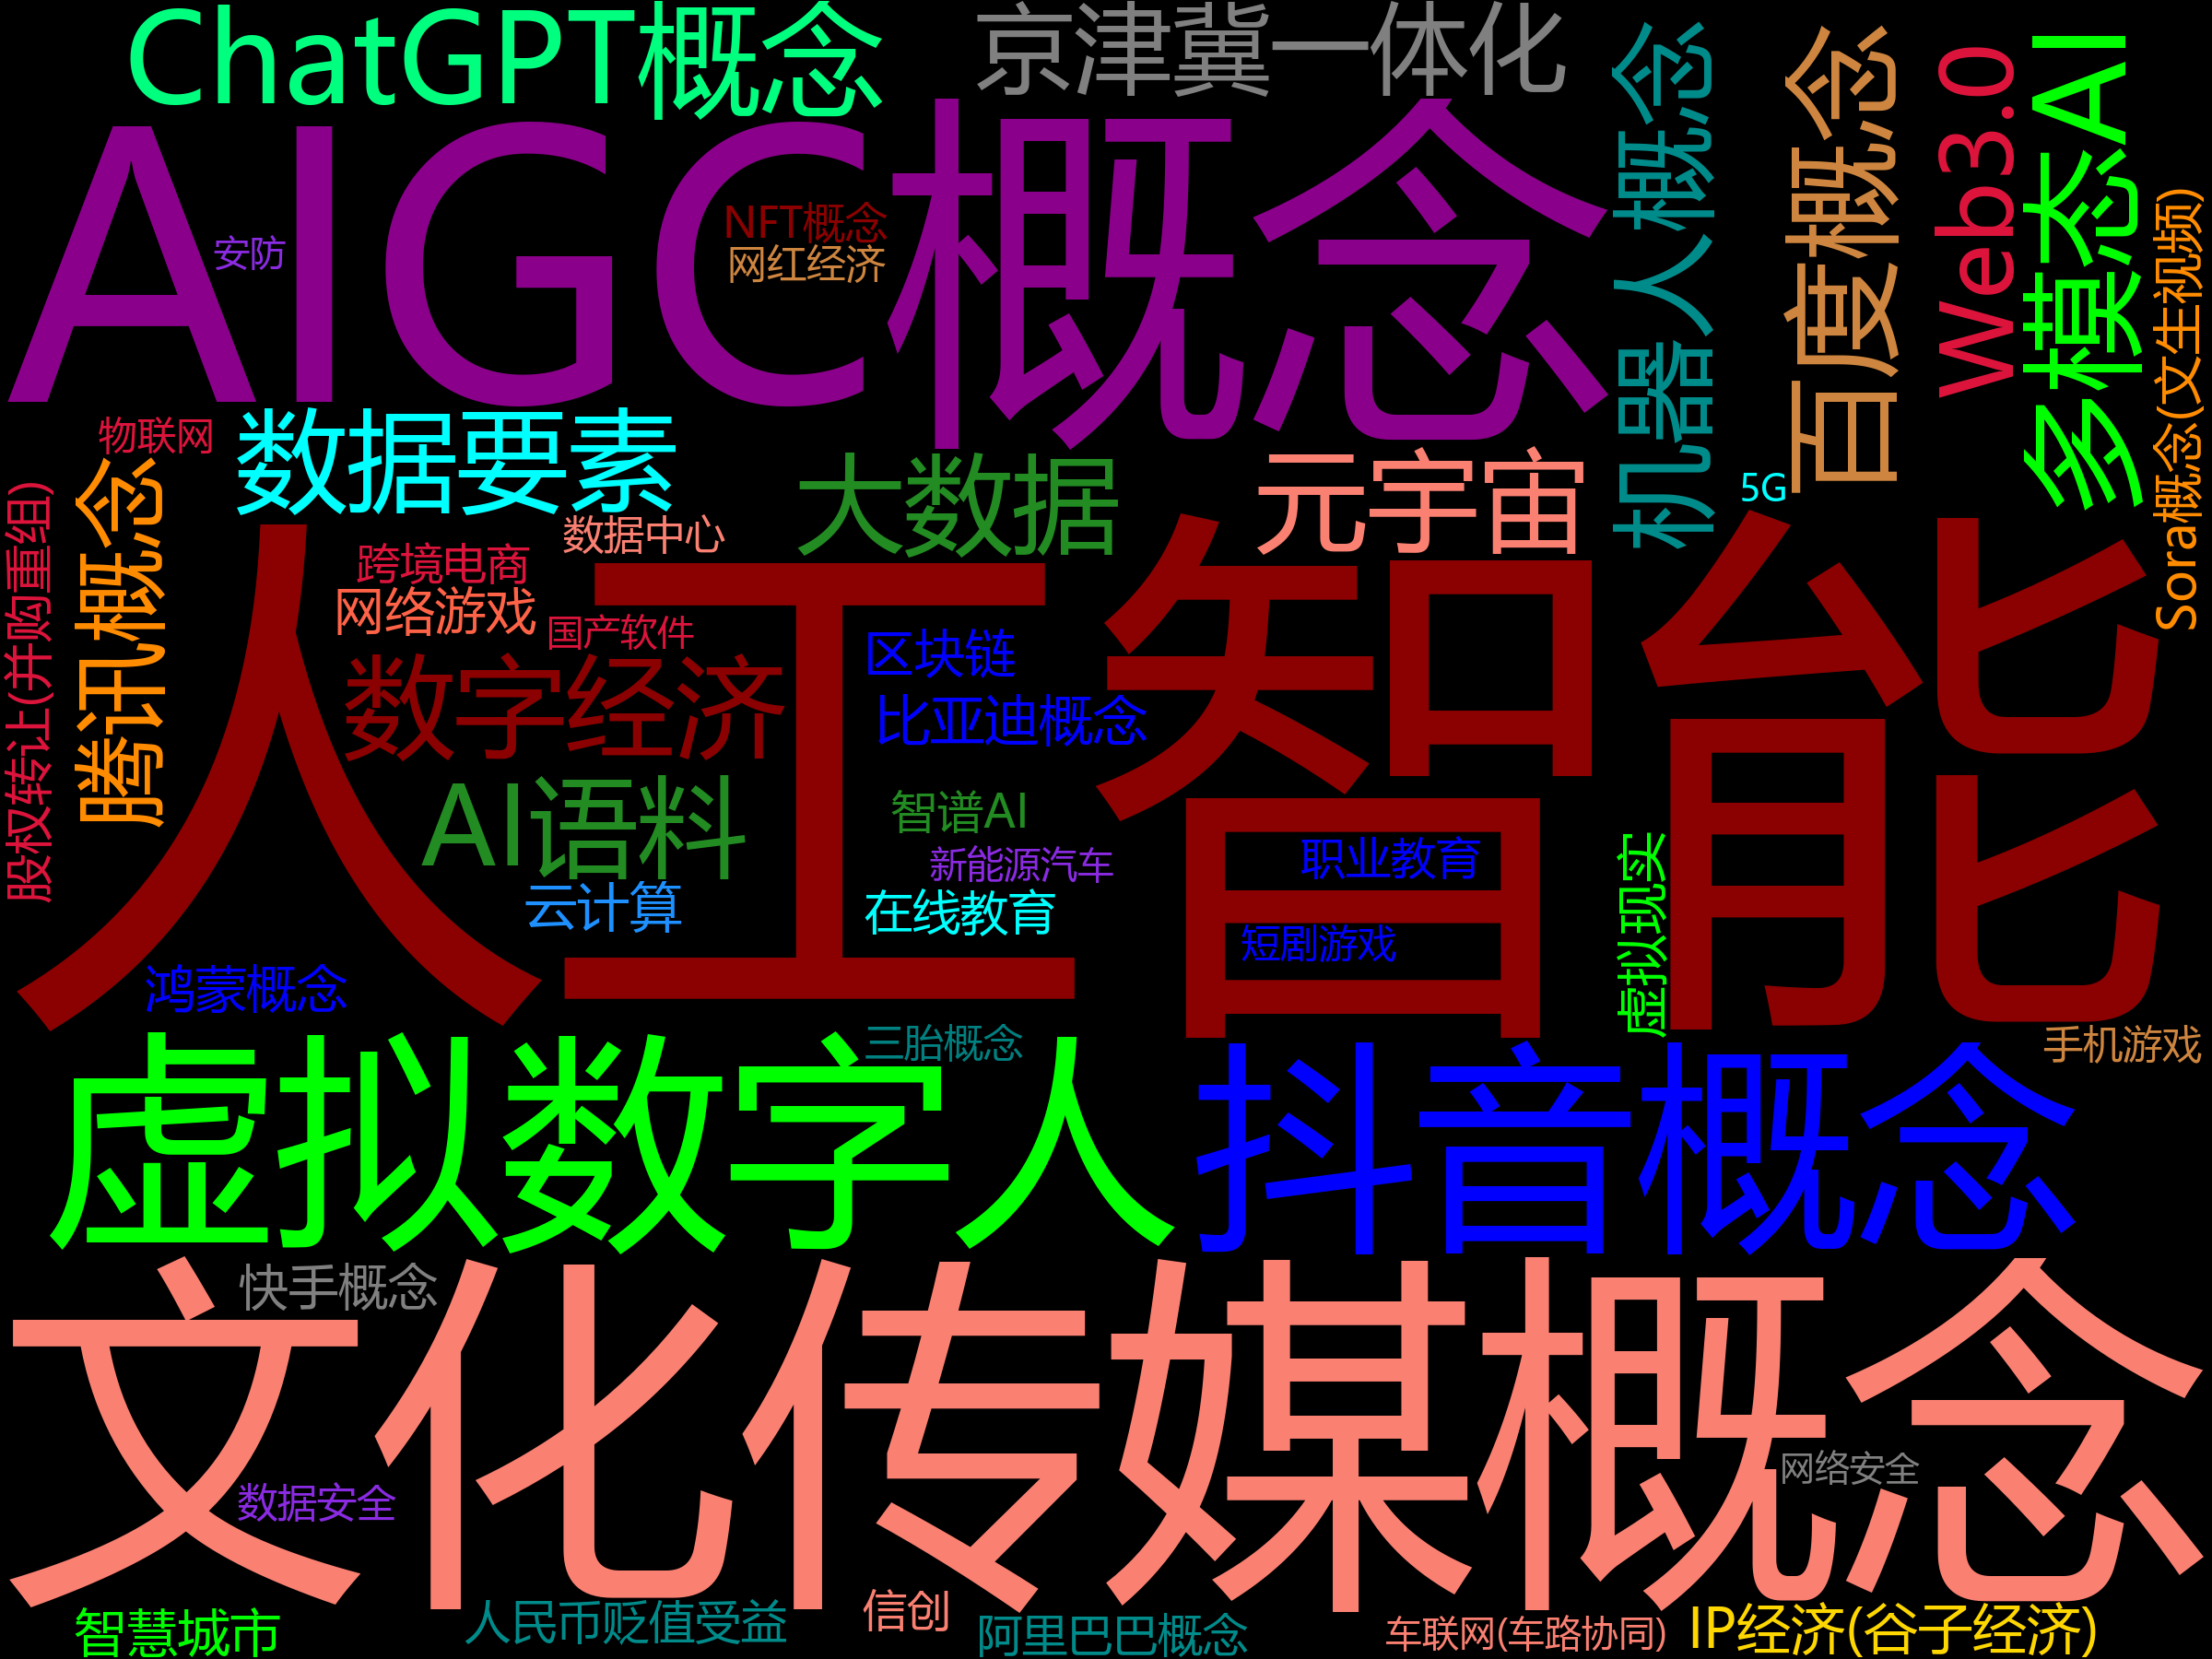 ChatGPT概念
京津冀一体化
AIGC概念
NFT概念
网红经济
安防
机器人概念
百度概念
Web3.0
多模态AI
Sora概念(文生视频)
物联网
数据要素
大数据
元宇宙
5G
数据中心
跨境电商
网络游戏
国产软件
股权转让(并购重组)
腾讯概念
人工智能
数字经济
区块链
比亚迪概念
AI语料
智谱AI
新能源汽车
职业教育
云计算
在线教育
短剧游戏
虚拟现实
鸿蒙概念
三胎概念
手机游戏
虚拟数字人
抖音概念
快手概念
文化传媒概念
网络安全
数据安全
智慧城市
人民币贬值受益
信创
阿里巴巴概念
车联网(车路协同)
IP经济(谷子经济)